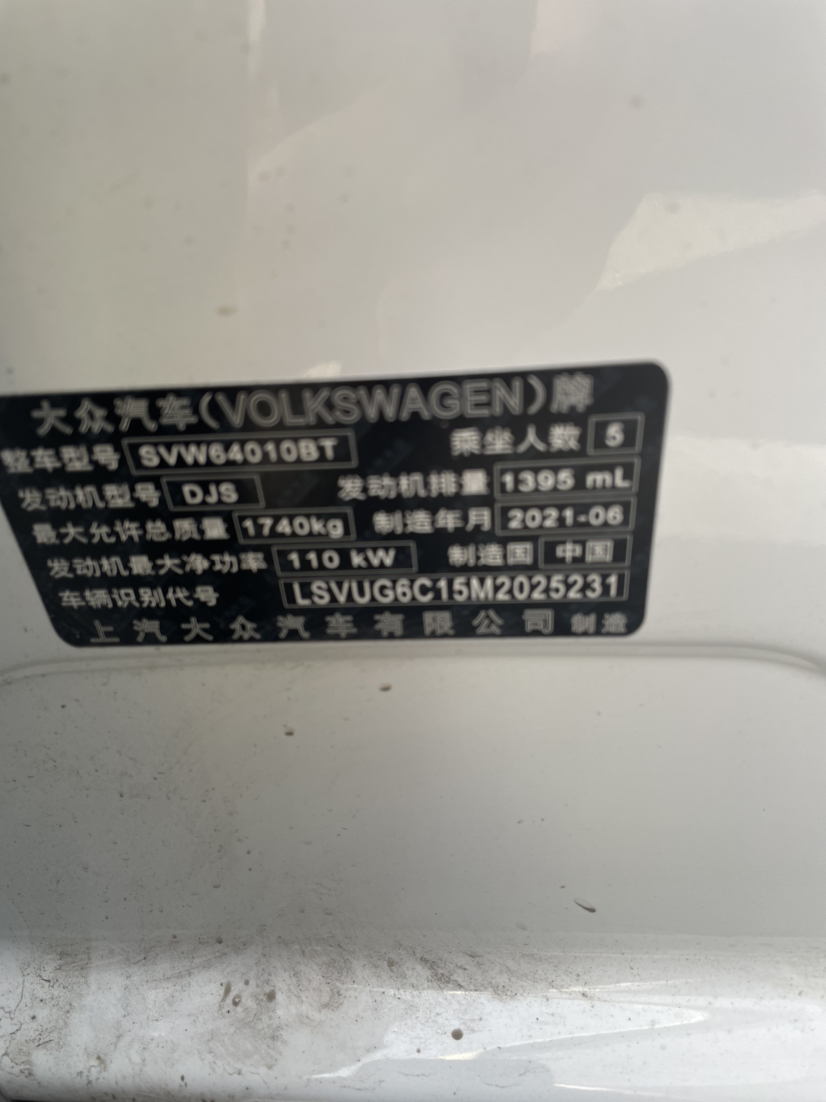 大众汽车(VOLKSWAGEN)牌
整车型号 SVW64010BT 乘坐人数 5
发动机型号 DJS 发动机排量 1395 mL
最大允许总质量 1740kg 制造年月 2021-06
发动机最大净功率 110 kW 制造国 中国
车辆识别代号 LSVUG6C15M2025231
上汽大众汽车有限公司 制造